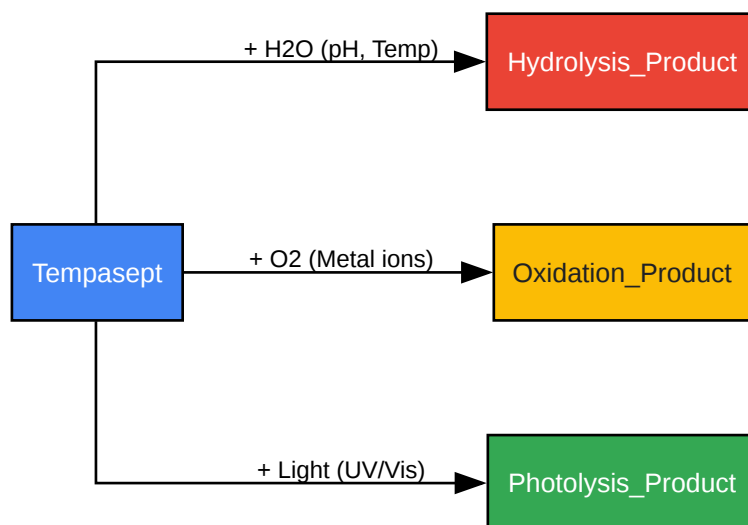 + H2O (pH, Temp)
Hydrolysis_Product
Tempasept
+ O2 (Metal ions)
Oxidation_Product
+ Light (UV/Vis)
Photolysis_Product